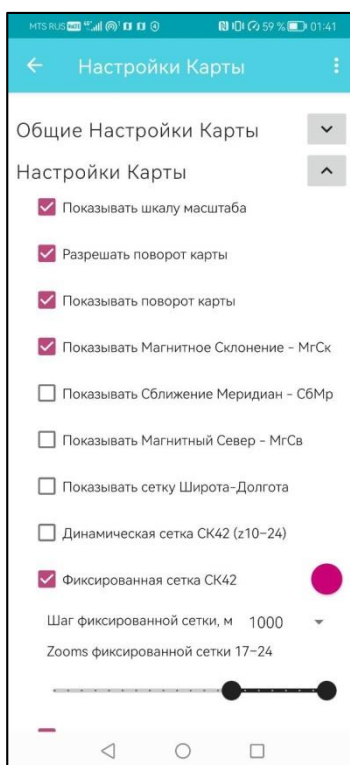 MTS RUS 59 % 01:41
Настройки Карты
Общие Настройки Карты
Настройки Карты
Показывать шкалу масштаба
Разрешать поворот карты
Показывать поворот карты
Показывать Магнитное Склонение - МгСк
Показывать Сближение Меридиан - СбМр
Показывать Магнитный Север - МгСв
Показывать сетку Широта-Долгота
Динамическая сетка СК42 (z10-24)
Фиксированная сетка СК42
Шаг фиксированной сетки, м 1000
Zooms фиксированной сетки 17-24